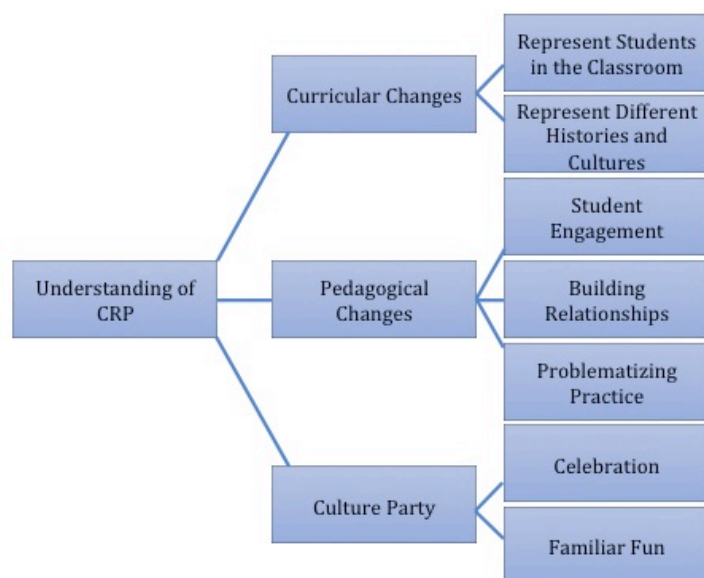 Understanding of
CRP
Curricular Changes
Represent Students
in the Classroom
Represent Different
Histories and
Cultures
Pedagogical
Changes
Student
Engagement
Building
Relationships
Problematizing
Practice
Culture Party
Celebration
Familiar Fun